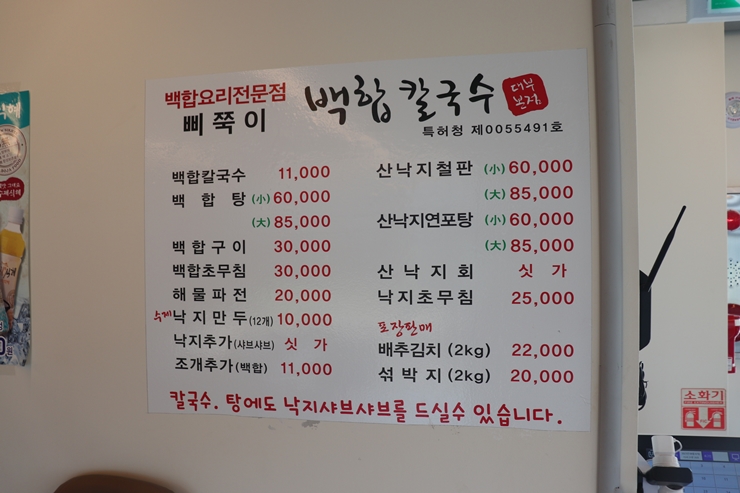 백합요리전문점
삐쭉이
백합칼국수
대부
본점
특허청 제0055491호
백합칼국수 11,000
백합탕 (小) 60,000
(大) 85,000
백합구이 30,000
백합초무침 30,000
해물파전 20,000
수제 낙지만두 (12개) 10,000
낙지추가 (샤브샤브) 싯가
조개추가 (백합) 11,000
산낙지철판 (小) 60,000
(大) 85,000
산낙지연포탕 (小) 60,000
(大) 85,000
산낙지회 싯가
낙지초무침 25,000
포장판매
배추김치 (2kg) 22,000
섞박지 (2kg) 20,000
칼국수. 탕에도 낙지샤브샤브를 드실수 있습니다.
소화기